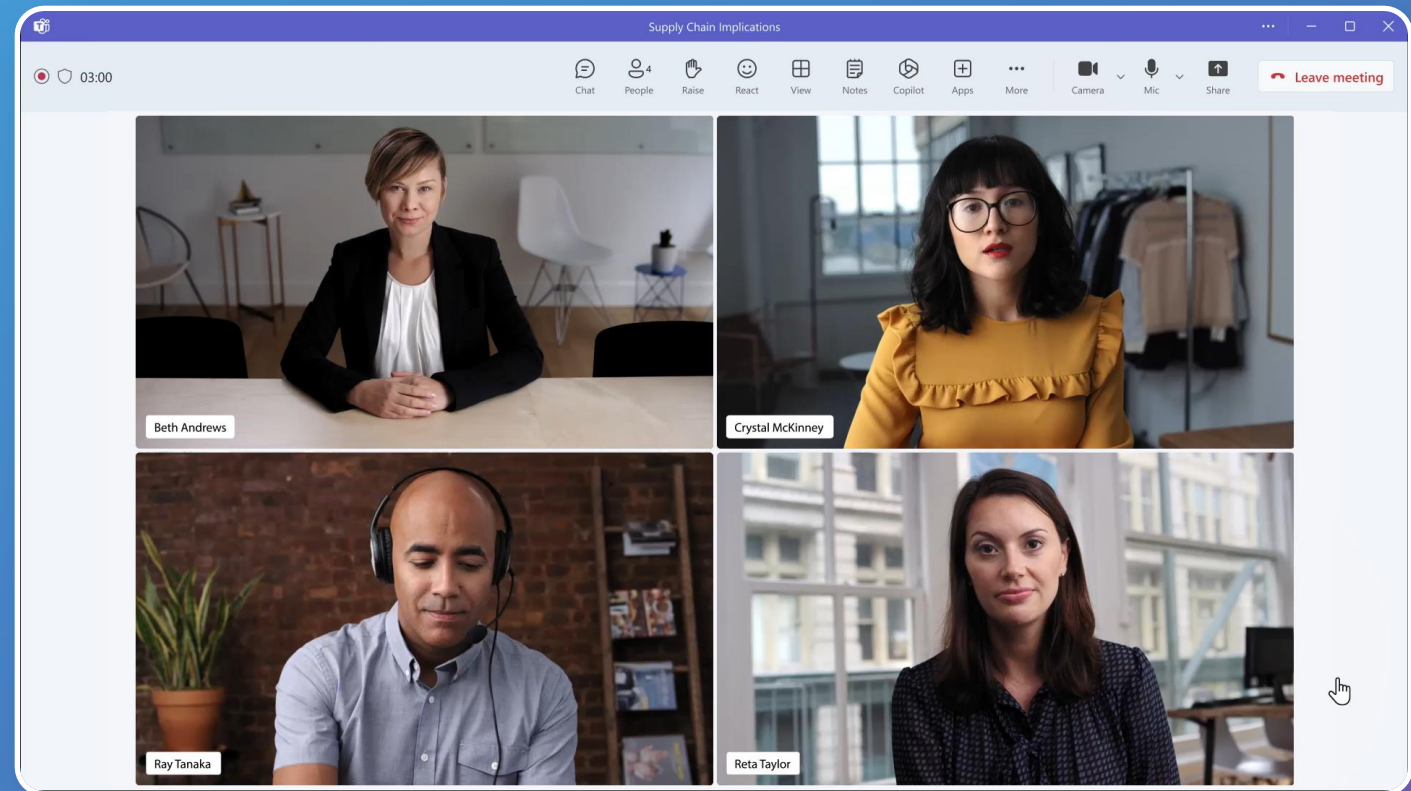 Supply Chain Implications
03:00
Chat
People
4
Raise
React
View
Notes
Copilot
Apps
More
Camera
Mic
Share
Leave meeting
Beth Andrews
Crystal McKinney
Ray Tanaka
Reta Taylor